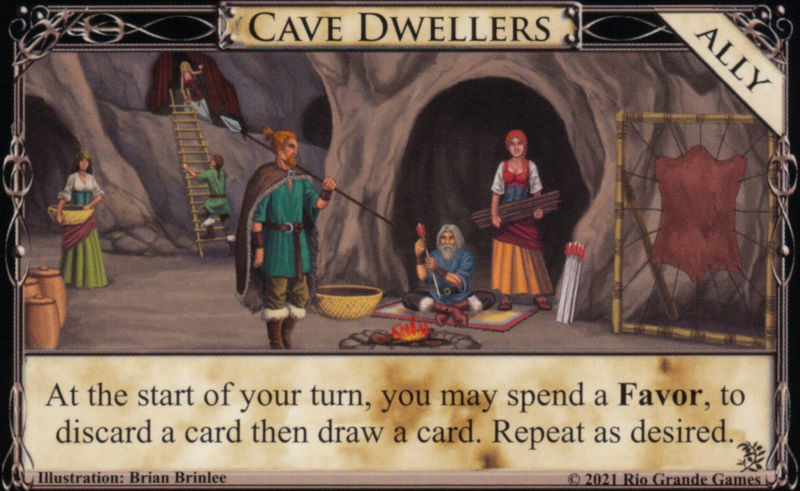 CAVE DWELLERS
ALLY
At the start of your turn, you may spend a Favor, to
discard a card then draw a card. Repeat as desired.
Illustration: Brian Brinlee
© 2021 Rio Grande Games